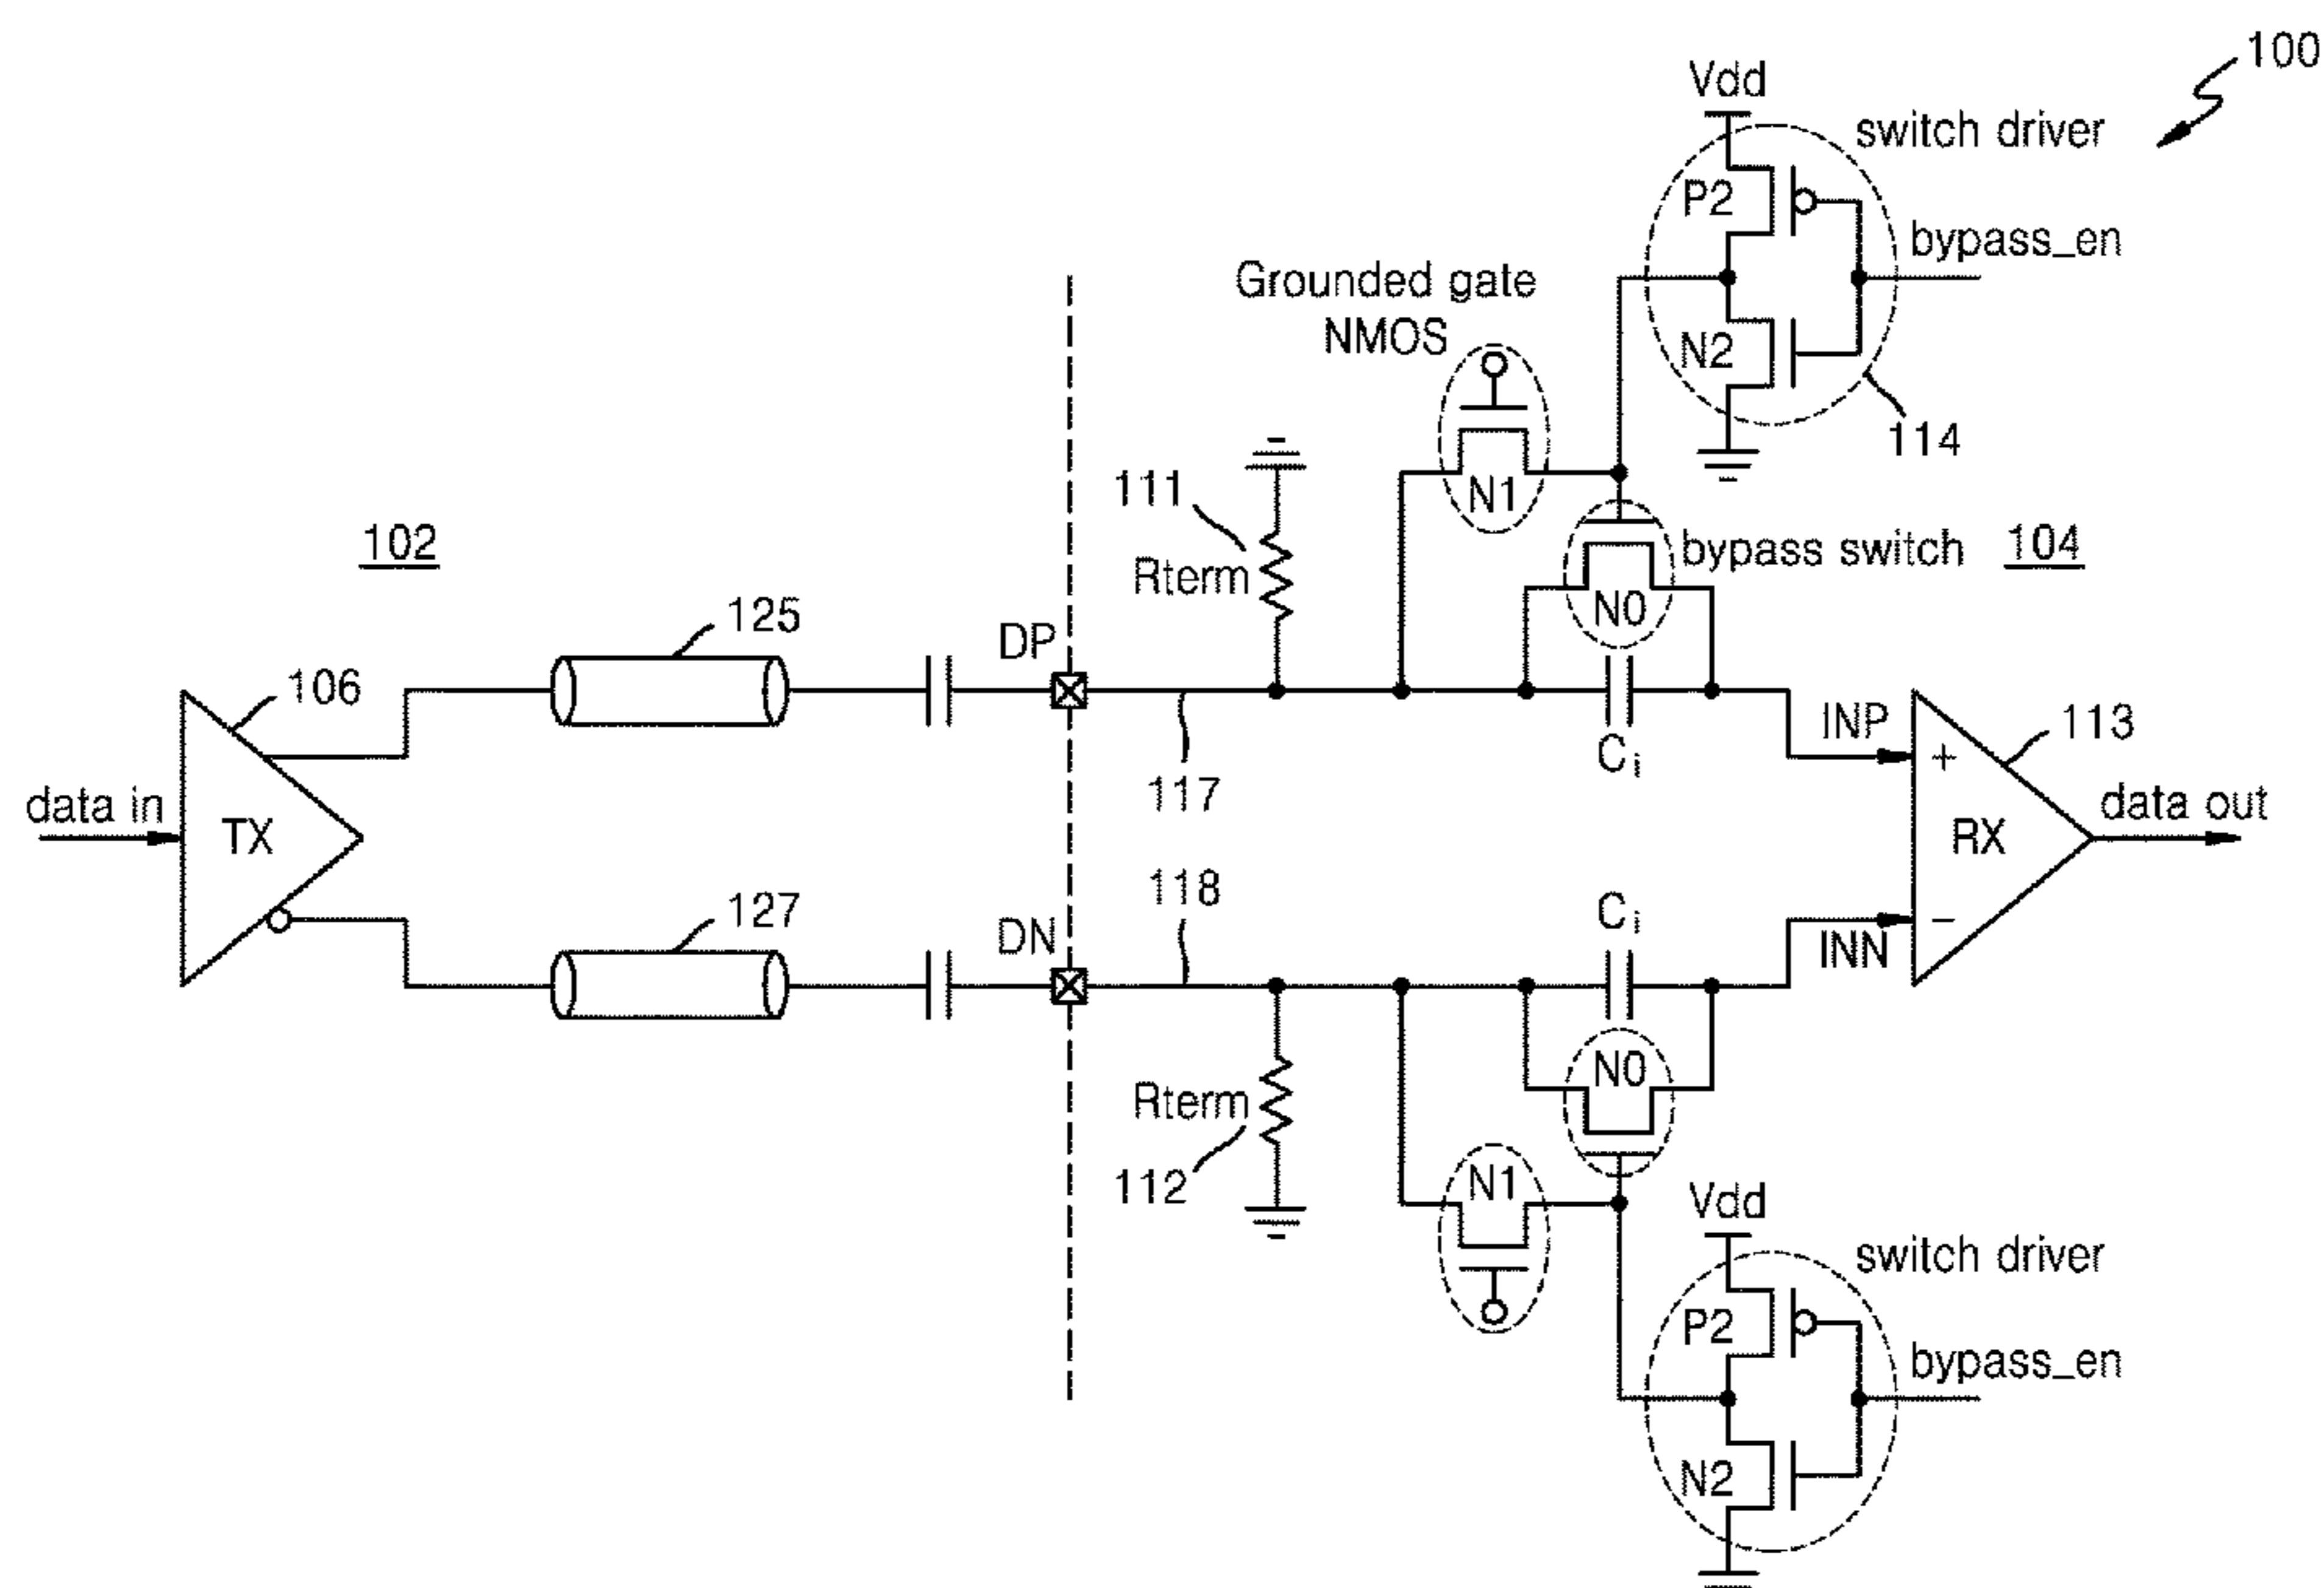 100
Vdd
switch driver
P2
bypass_en
Grounded gate
NMOS
N2
114
111
N1
102
Rterm
bypass switch
104
N0
125
DP
106
INP
113
Ci
117
data in
TX
+
RX
data out
118
127
DN
Ci
−
INN
N0
Rterm
112
N1
Vdd
switch driver
P2
bypass_en
N2